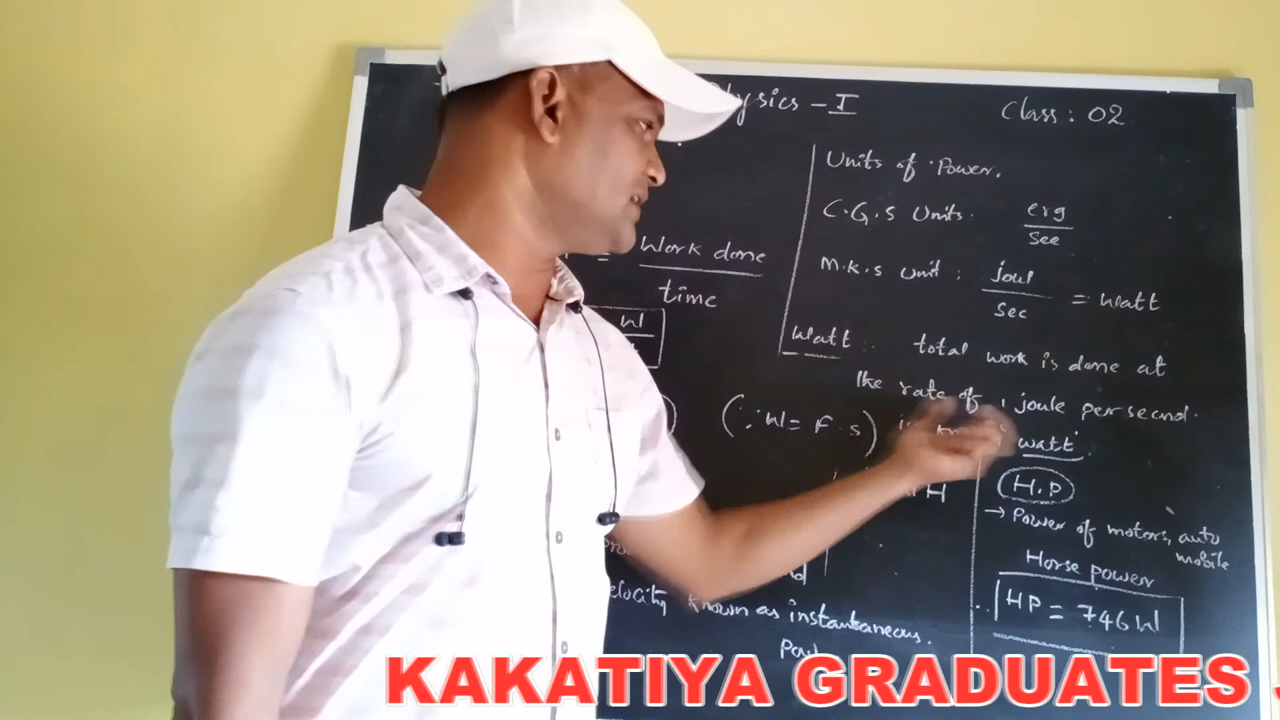 Physics - I
Class: 02
= Work done
time
W
(∵ W = F.s)
Units of Power.
C.G.S Units. erg
Sec
M.K.S Unit: joul
Sec
= Watt
Watt: total work is done at
the rate of 1 joule per second.
watt.
H
velocity known as instantaneous.
H.P
→ Power of motors, auto
mobile
Horse power
HP = 746 W
KAKATIYA GRADUATES